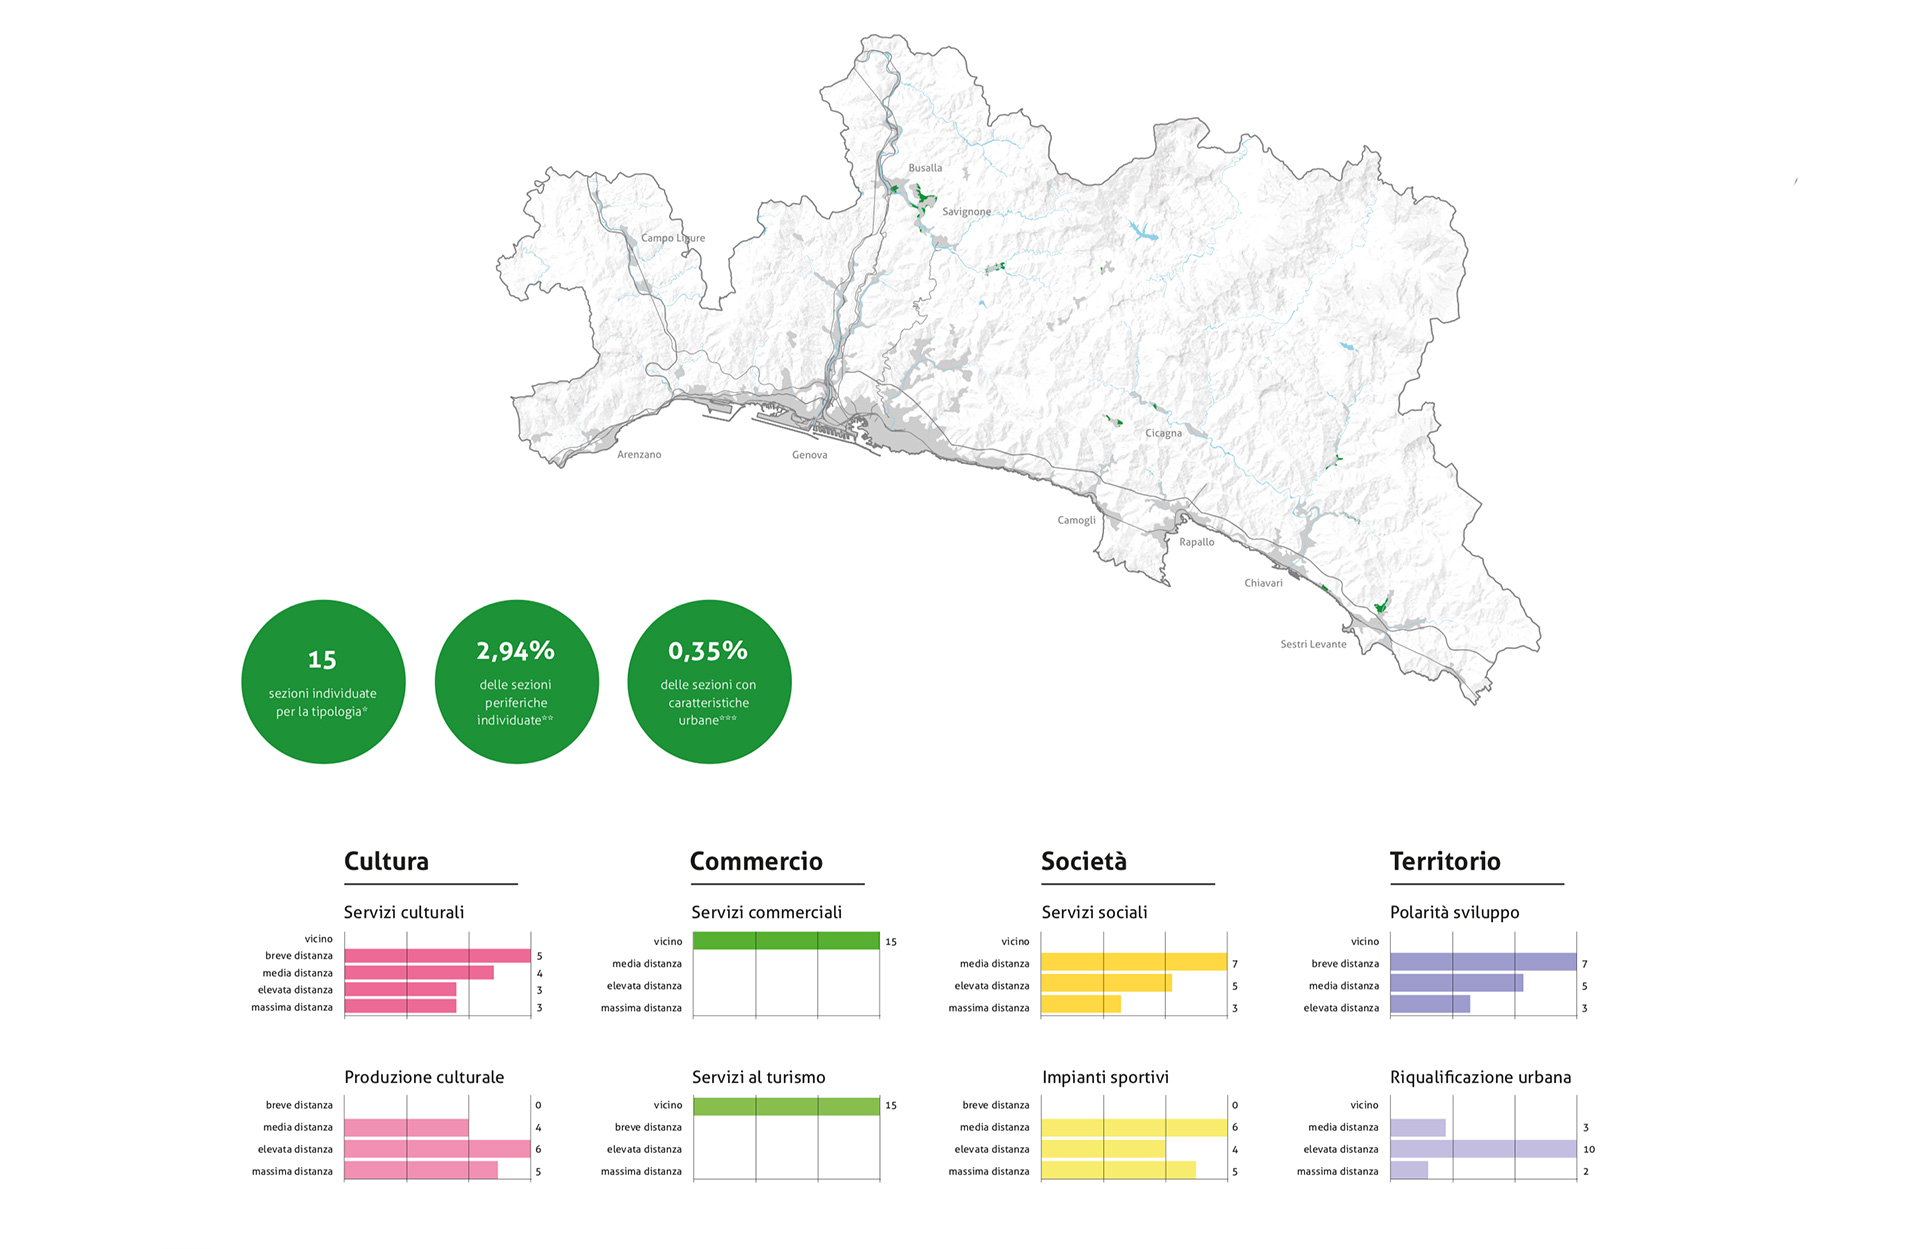 Busalla
Savignone
Campo Ligure
Cicagna
Arenzano
Genova
Camogli
Rapallo
Chiavari
Sestri Levante
15
sezioni individuate
per la tipologia*
2,94%
delle sezioni
periferiche
individuate**
0,35%
delle sezioni con
caratteristiche
urbane***
Cultura
Servizi culturali
vicino
breve distanza 5
media distanza 4
elevata distanza 3
massima distanza 3
Produzione culturale
breve distanza 0
media distanza 4
elevata distanza 6
massima distanza 5
Commercio
Servizi commerciali
vicino 15
media distanza
elevata distanza
massima distanza
Servizi al turismo
vicino 15
breve distanza
elevata distanza
massima distanza
Società
Servizi sociali
vicino
media distanza 7
elevata distanza 5
massima distanza 3
Impianti sportivi
breve distanza 0
media distanza 6
elevata distanza 4
massima distanza 5
Territorio
Polarità sviluppo
vicino
breve distanza 7
media distanza 5
elevata distanza 3
Riqualificazione urbana
vicino
media distanza 3
elevata distanza 10
massima distanza 2